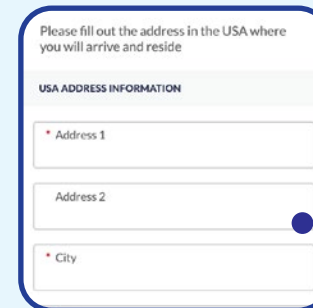 Please fill out the address in the USA where
you will arrive and reside
USA ADDRESS INFORMATION
* Address 1
Address 2
* City